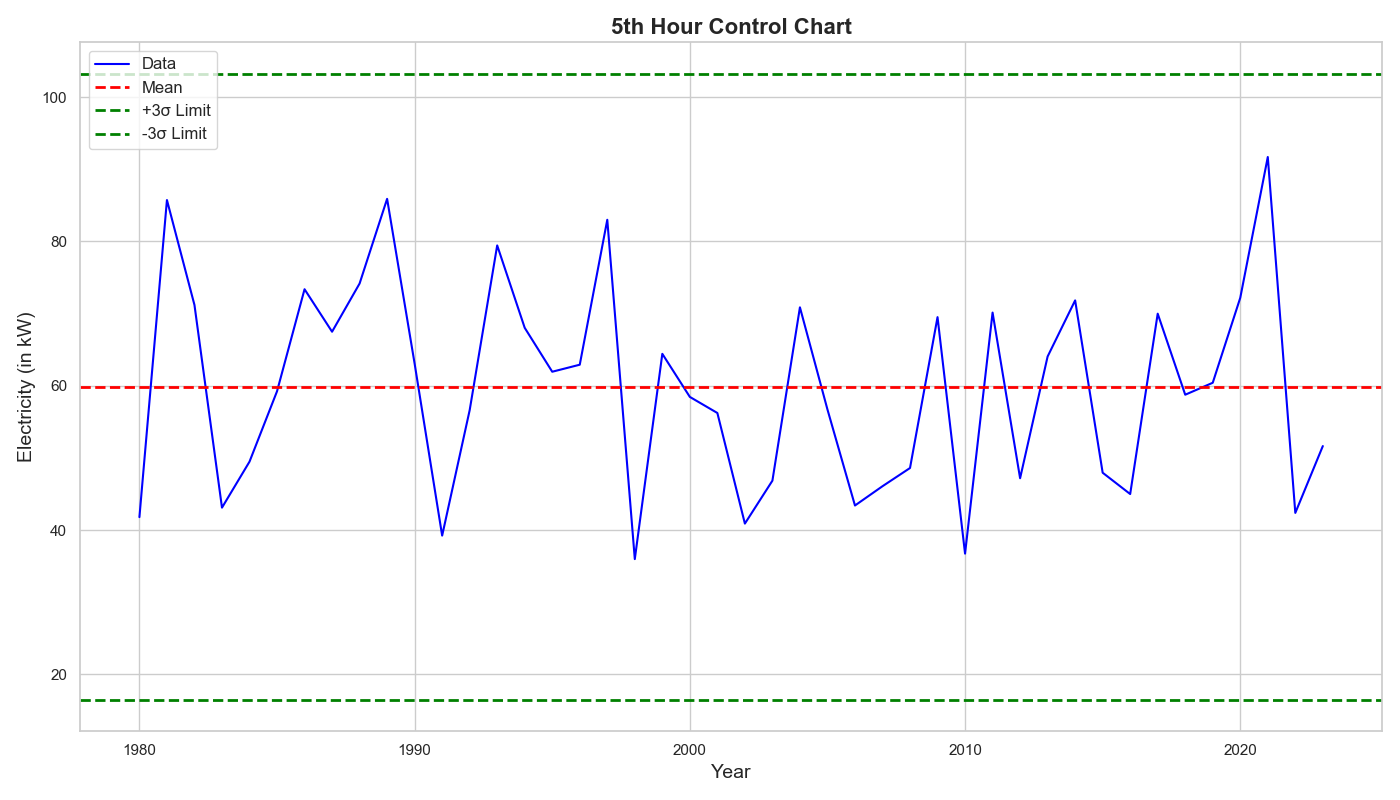 5th Hour Control Chart
Data
Mean
+3σ Limit
-3σ Limit
100
80
60
40
20
Electricity (in kW)
1980
1990
2000
2010
2020
Year